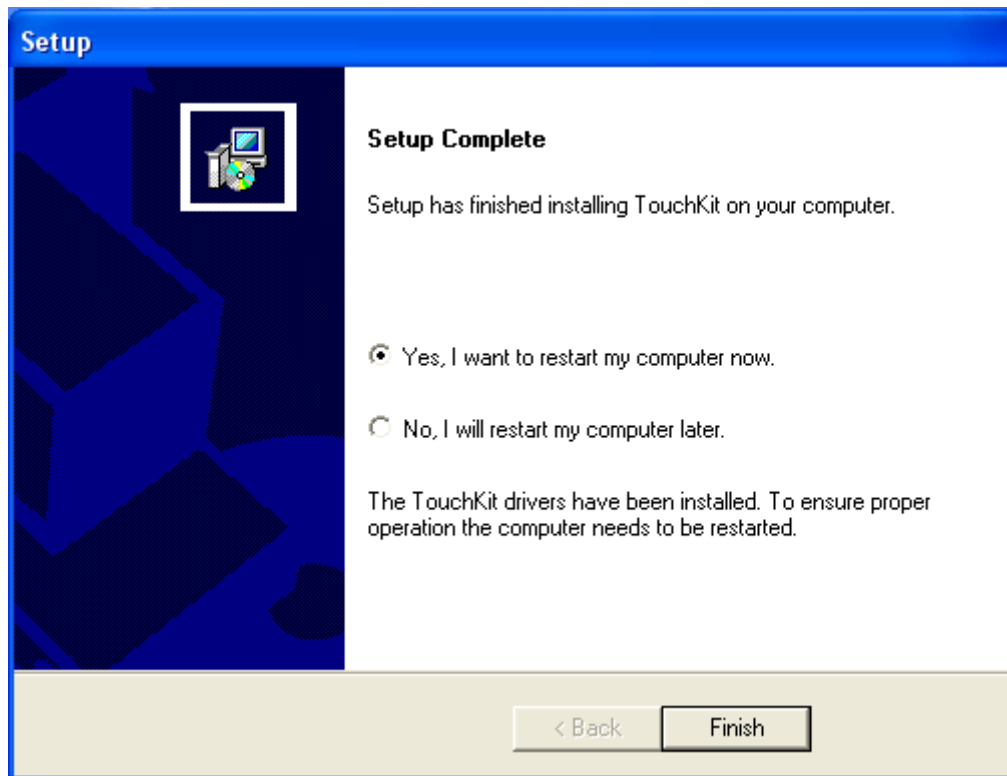 Setup
Setup Complete
Setup has finished installing TouchKit on your computer.
Yes, I want to restart my computer now.
No, I will restart my computer later.
The TouchKit drivers have been installed. To ensure proper
operation the computer needs to be restarted.
< Back
Finish